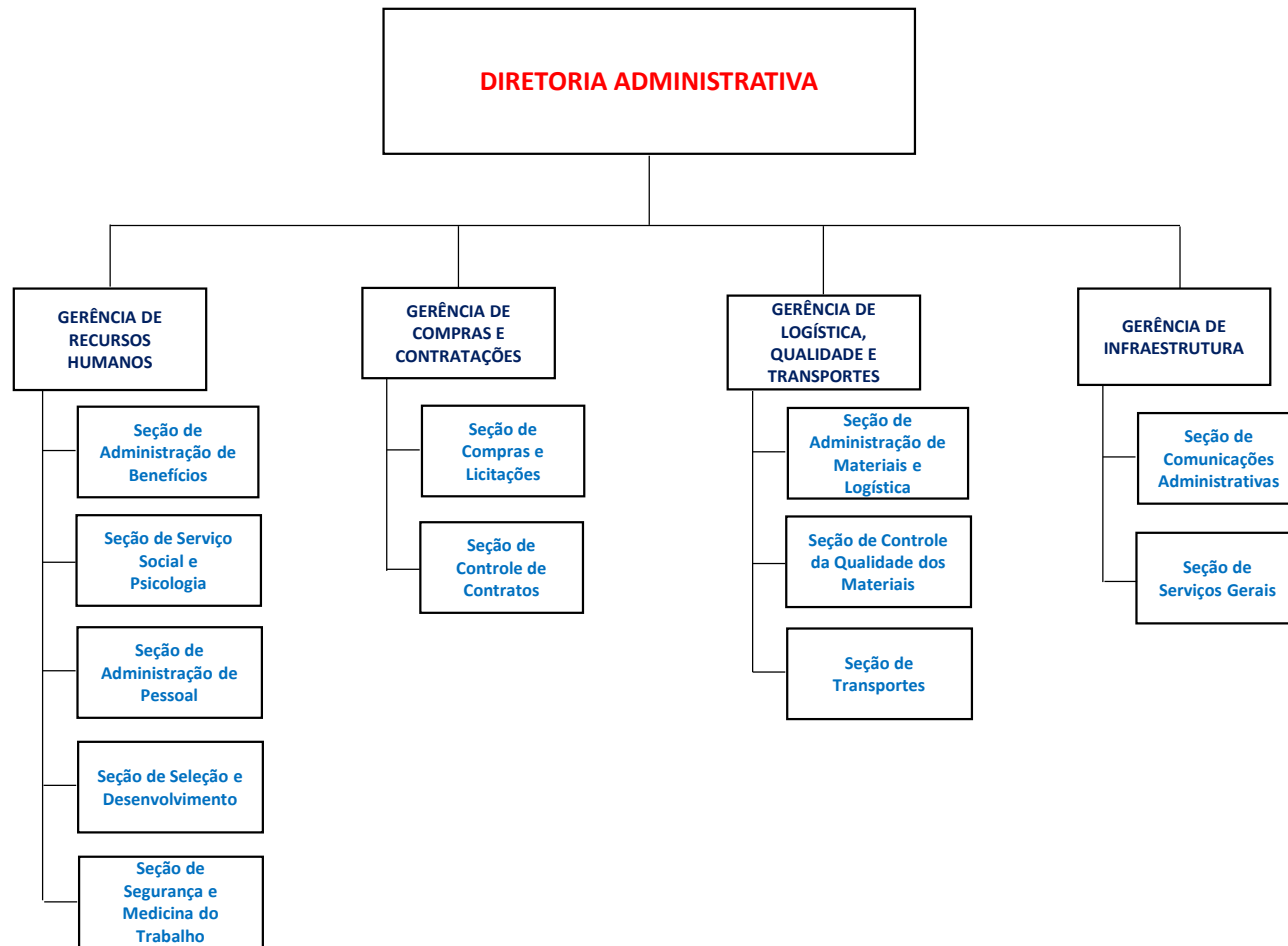 DIRETORIA ADMINISTRATIVA
GERÊNCIA DE
RECURSOS
HUMANOS
Seção de
Administração de
Benefícios
Seção de Serviço
Social e
Psicologia
Seção de
Administração de
Pessoal
Seção de Seleção e
Desenvolvimento
Seção de
Segurança e
Medicina do
Trabalho
GERÊNCIA DE
COMPRAS E
CONTRATAÇÕES
Seção de
Compras e
Licitações
Seção de
Controle de
Contratos
GERÊNCIA DE
LOGÍSTICA,
QUALIDADE E
TRANSPORTES
Seção de
Administração de
Materiais e
Logística
Seção de Controle
da Qualidade dos
Materiais
Seção de
Transportes
GERÊNCIA DE
INFRAESTRUTURA
Seção de
Comunicações
Administrativas
Seção de
Serviços Gerais